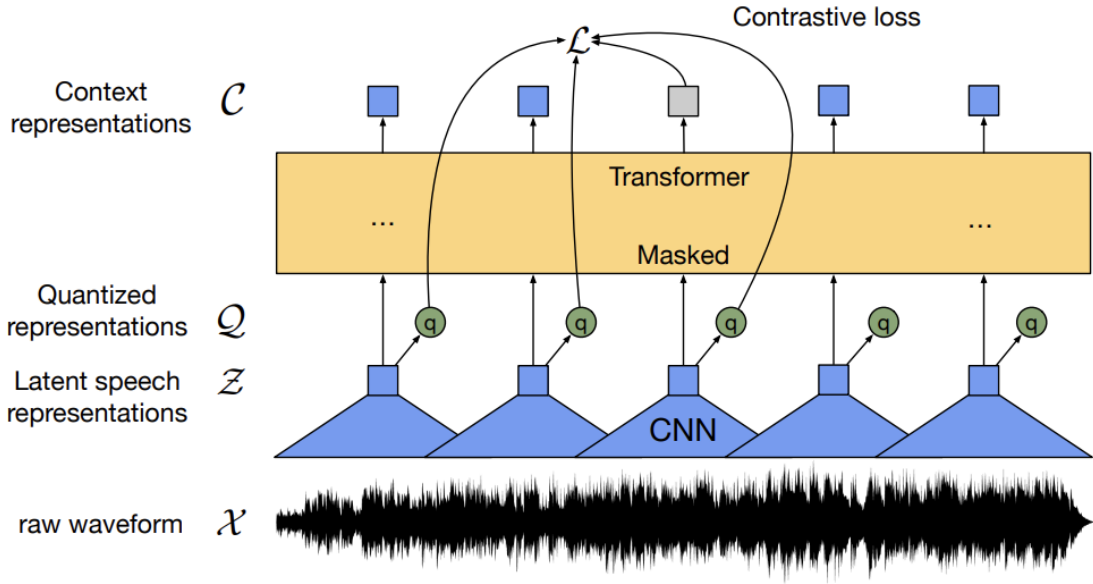 Contrastive loss
ℒ
Context
representations
𝒞
Transformer
...
...
Masked
Quantized
representations
𝒬
q
q
q
q
q
Latent speech
representations
𝒵
CNN
raw waveform
𝒳